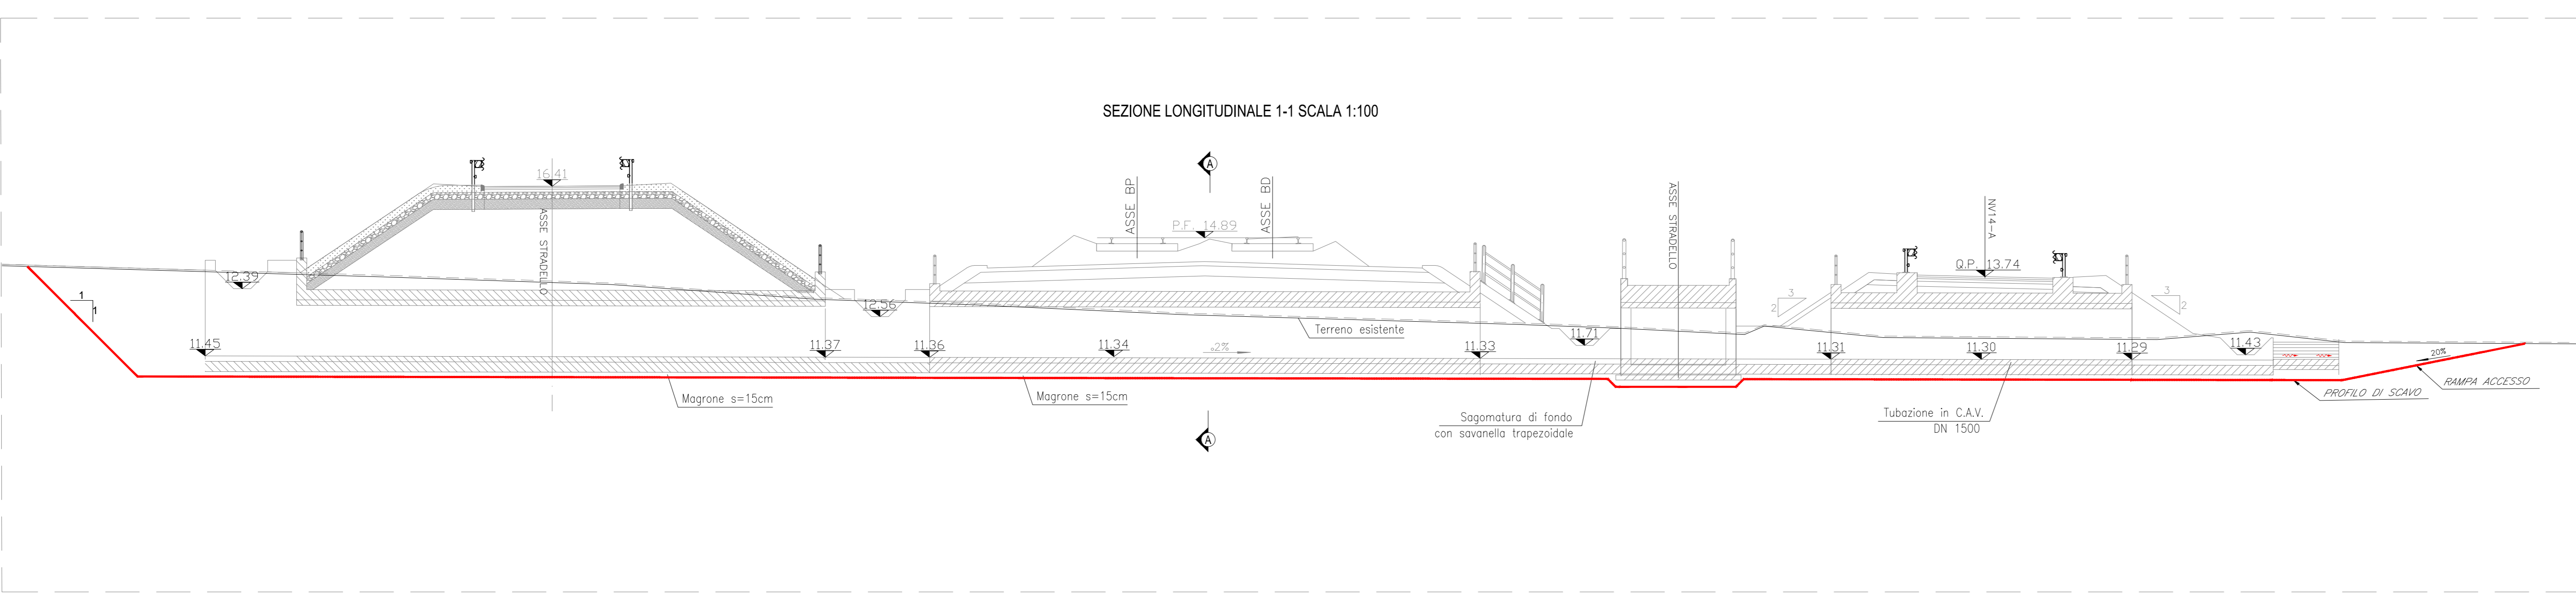 SEZIONE LONGITUDINALE 1-1 SCALA 1:100
A
16.41
ASSE STRADELLO
ASSE BP
ASSE BD
P.F. 14.89
ASSE STRADELLO
NV14-A
Q.P. 13.74
12.39
12.56
11.71
11.43
3
2
3
2
1
1
Terreno esistente
11.45
11.37
11.36
11.34
.2%
11.33
11.31
11.30
11.29
20%
RAMPA ACCESSO
PROFILO DI SCAVO
Magrone s=15cm
Magrone s=15cm
Sagomatura di fondo
con savanella trapezoidale
Tubazione in C.A.V.
DN 1500
A